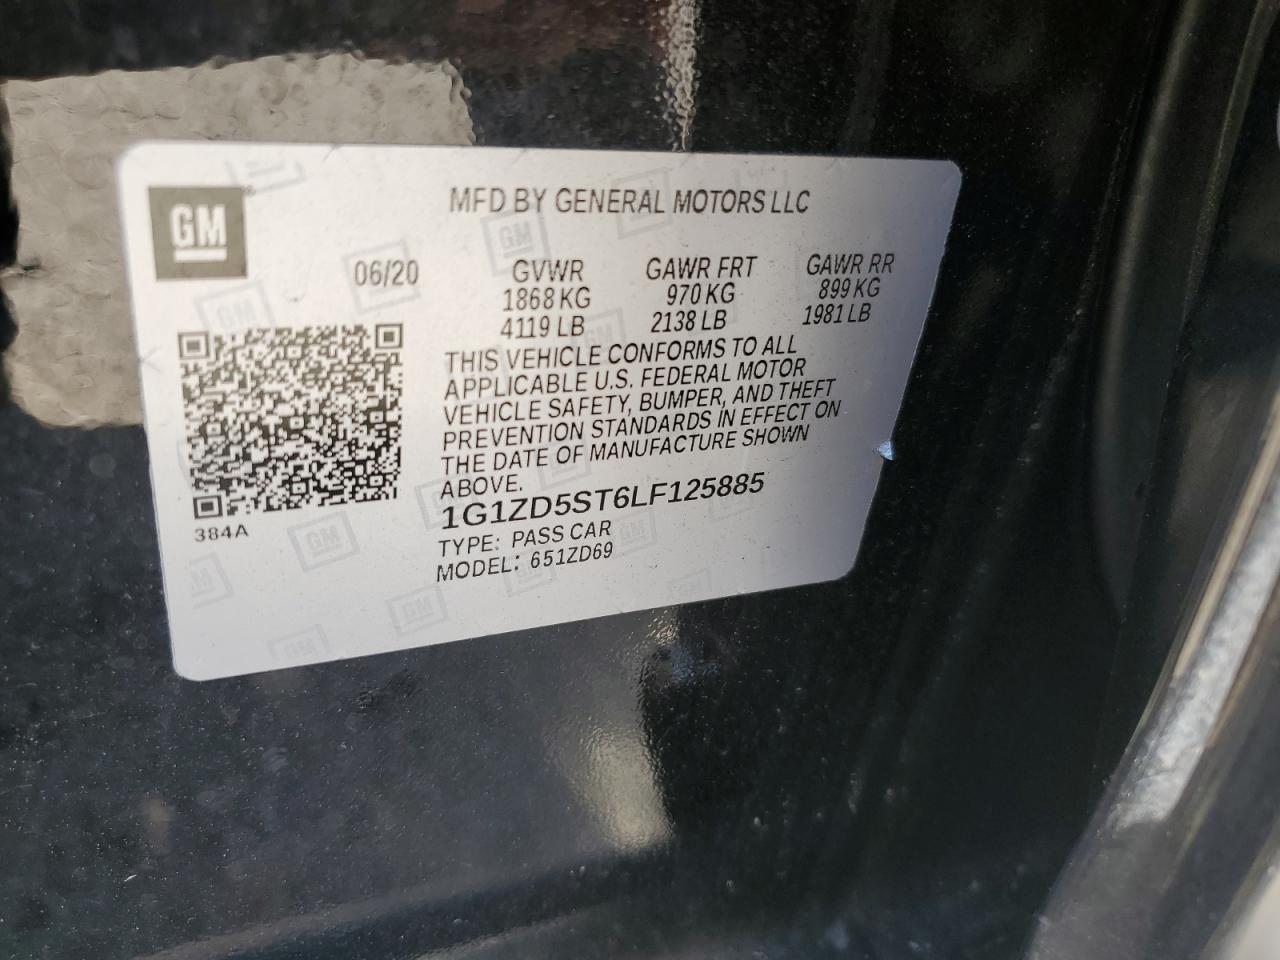 GM
MFD BY GENERAL MOTORS LLC
06/20
GVWR GAWR FRT GAWR RR
1868 KG 970 KG 899 KG
4119 LB 2138 LB 1981 LB
THIS VEHICLE CONFORMS TO ALL
APPLICABLE U.S. FEDERAL MOTOR
VEHICLE SAFETY, BUMPER, AND THEFT
PREVENTION STANDARDS IN EFFECT ON
THE DATE OF MANUFACTURE SHOWN
ABOVE.
1G1ZD5ST6LF125885
384A
TYPE: PASS CAR
MODEL: 651ZD69